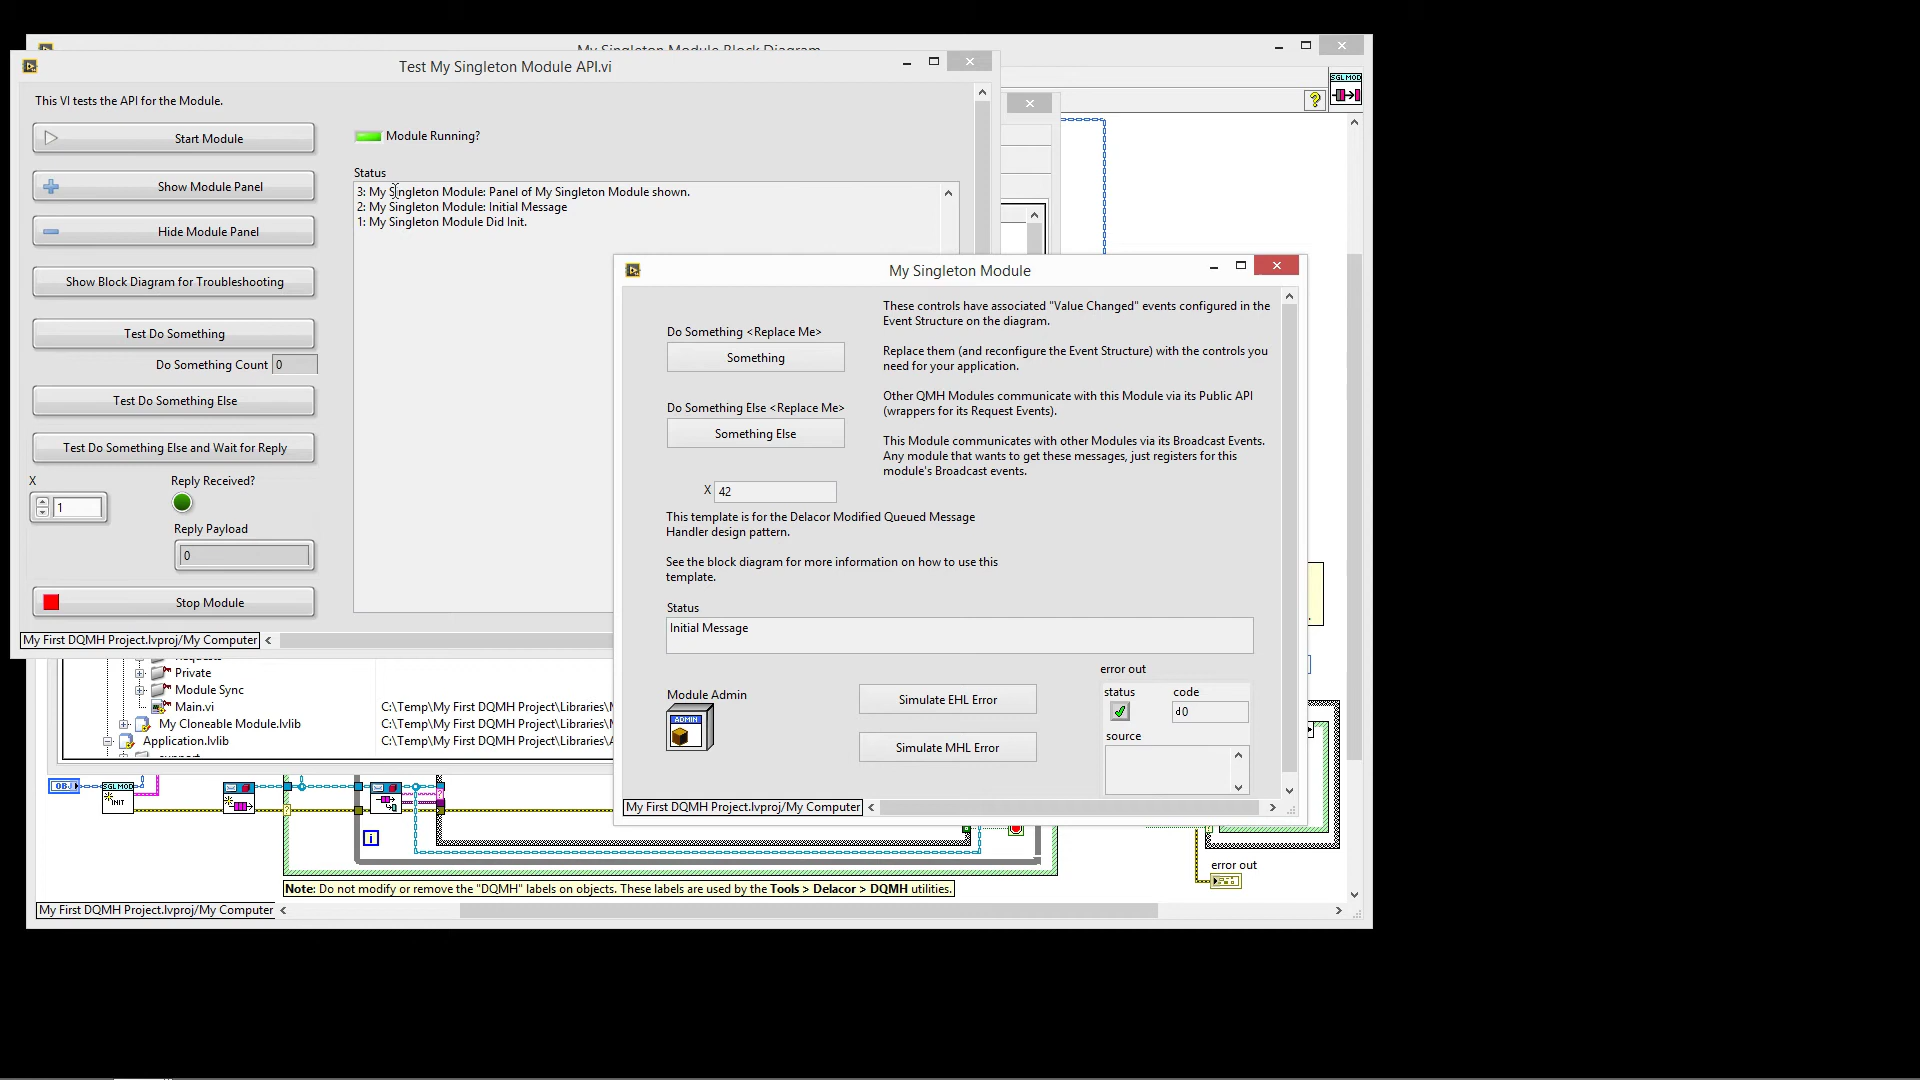 My Singleton Module Block Diagram
Test My Singleton Module API.vi
This VI tests the API for the Module.
Start Module
Show Module Panel
Hide Module Panel
Show Block Diagram for Troubleshooting
Test Do Something
Do Something Count 0
Test Do Something Else
Test Do Something Else and Wait for Reply
X
1
Reply Received?
Reply Payload
0
Stop Module
My First DQMH Project.lvproj/My Computer
Module Running?
Status
3: My Singleton Module: Panel of My Singleton Module shown.
2: My Singleton Module: Initial Message
1: My Singleton Module Did Init.
SGL MOD
My Singleton Module
Do Something <Replace Me>
Something
Do Something Else <Replace Me>
Something Else
X 42
These controls have associated "Value Changed" events configured in the
Event Structure on the diagram.
Replace them (and reconfigure the Event Structure) with the controls you
need for your application.
Other QMH Modules communicate with this Module via its Public API
(wrappers for its Request Events).
This Module communicates with other Modules via its Broadcast Events.
Any module that wants to get these messages, just registers for this
module's Broadcast events.
This template is for the Delacor Modified Queued Message
Handler design pattern.
See the block diagram for more information on how to use this
template.
Status
Initial Message
Module Admin
ADMIN
Simulate EHL Error
Simulate MHL Error
error out
status
code
d0
source
My First DQMH Project.lvproj/My Computer
Requests
Private
Module Sync
Main.vi
C:\Temp\My First DQMH Project\Libraries\
My Cloneable Module.lvlib
C:\Temp\My First DQMH Project\Libraries\
Application.lvlib
C:\Temp\My First DQMH Project\Libraries\
support
OBJ
SGL MOD
INIT
i
error out
Note: Do not modify or remove the "DQMH" labels on objects. These labels are used by the Tools > Delacor > DQMH utilities.
My First DQMH Project.lvproj/My Computer